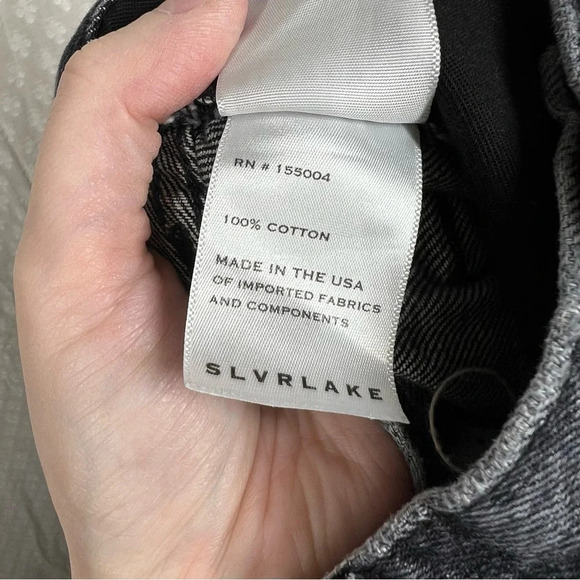 RN # 155004
100% COTTON
MADE IN THE USA
OF IMPORTED FABRICS
AND COMPONENTS
SLVRLAKE